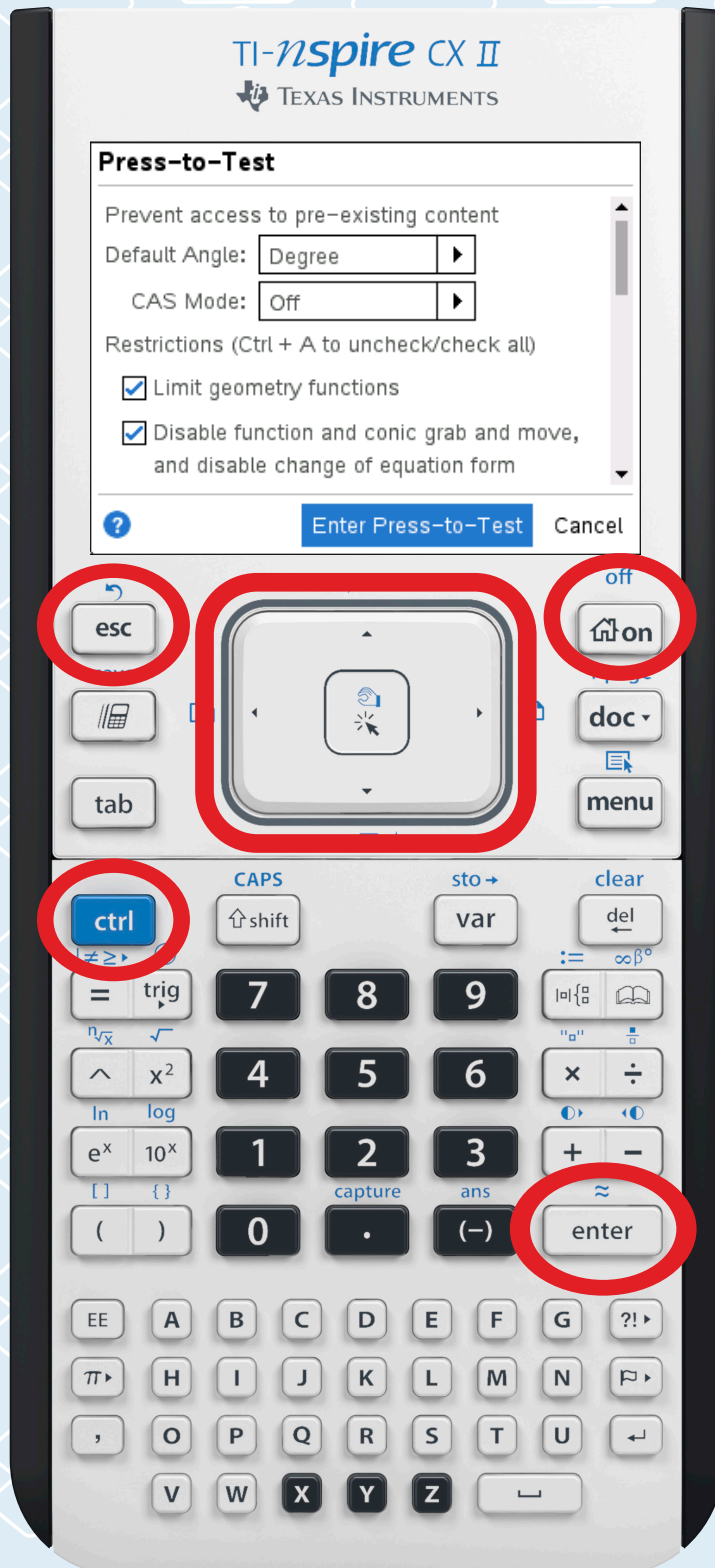 TI-nspire CX II
TEXAS INSTRUMENTS
Press-to-Test
Prevent access to pre-existing content
Default Angle: Degree
CAS Mode: Off
Restrictions (Ctrl + A to uncheck/check all)
Limit geometry functions
Disable function and conic grab and move,
and disable change of equation form
? Enter Press-to-Test Cancel
off
esc on
doc
tab menu
CAPS sto→ clear
ctrl ⇧shift var del
≠≥▸ := ∞β°
= trig 7 8 9
ⁿ√x √ "▫"
^ x² 4 5 6 × ÷
ln log
eˣ 10ˣ 1 2 3 + −
[ ] { } capture ans ≈
( ) 0 . (−) enter
EE A B C D E F G ?!▸
π▸ H I J K L M N
, O P Q R S T U ↵
V W X Y Z